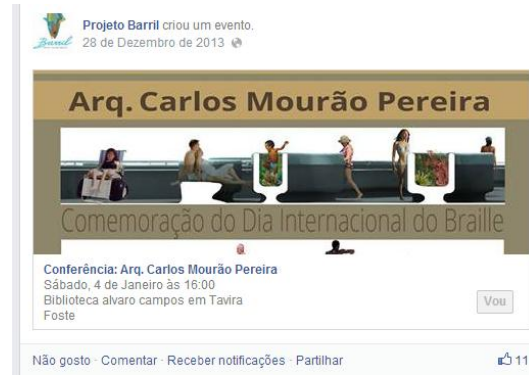 Projeto Barril criou um evento.
28 de Dezembro de 2013
Barril
Arq. Carlos Mourão Pereira
Comemoração do Dia Internacional do Braille
Conferência: Arq. Carlos Mourão Pereira
Sábado, 4 de Janeiro às 16:00
Biblioteca alvaro campos em Tavira
Foste
Vou
Não gosto · Comentar · Receber notificações · Partilhar
11